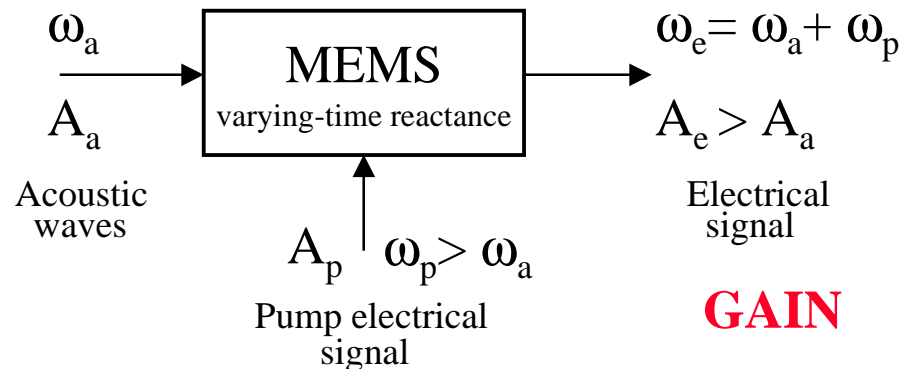 ωₐ
Aₐ
Acoustic
waves
MEMS
varying-time reactance
Aₚ ωₚ> ωₐ
Pump electrical
signal
ωₑ= ωₐ+ ωₚ
Aₑ > Aₐ
Electrical
signal
GAIN